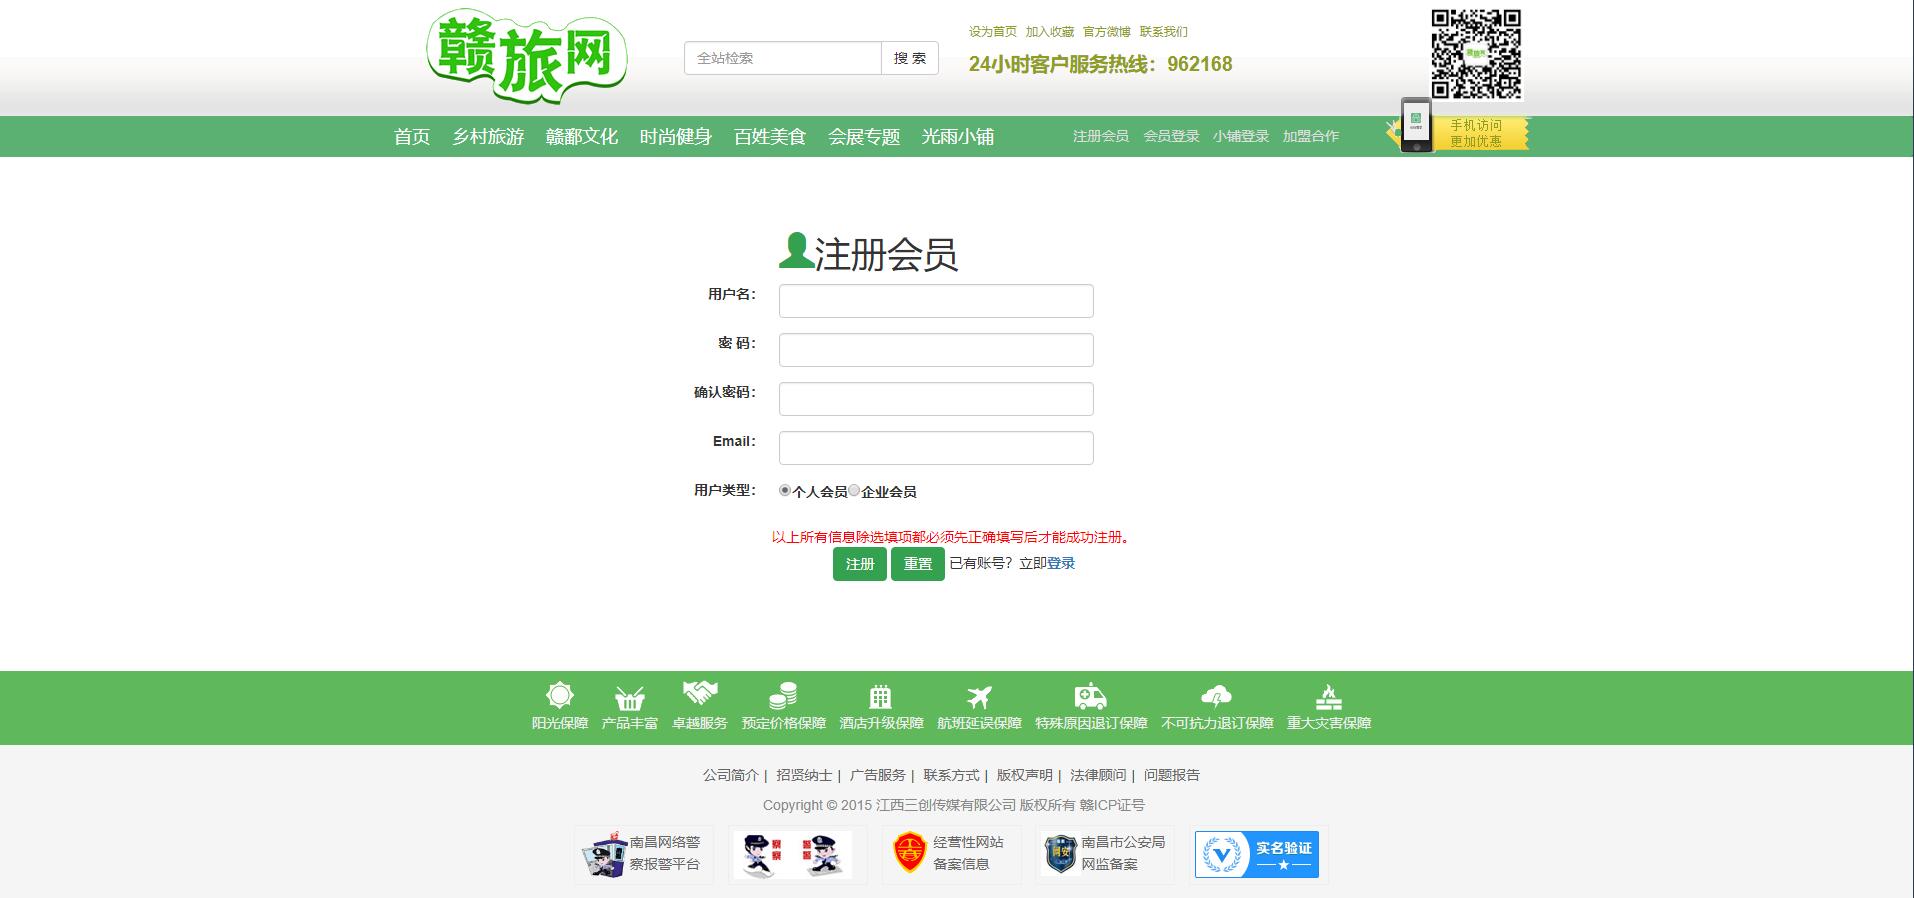 赣旅网
全站检索
搜 索
设为首页 加入收藏 官方微博 联系我们
24小时客户服务热线：962168
首页 乡村旅游 赣鄱文化 时尚健身 百姓美食 会展专题 光雨小铺
注册会员 会员登录 小铺登录 加盟合作
手机访问
更加优惠
注册会员
用户名：
密 码：
确认密码：
Email：
用户类型：
个人会员 企业会员
以上所有信息除选填项都必须先正确填写后才能成功注册。
注册 重置 已有账号？立即登录
阳光保障 产品丰富 卓越服务 预定价格保障 酒店升级保障 航班延误保障 特殊原因退订保障 不可抗力退订保障 重大灾害保障
公司简介 | 招贤纳士 | 广告服务 | 联系方式 | 版权声明 | 法律顾问 | 问题报告
Copyright © 2015 江西三创传媒有限公司 版权所有 赣ICP证号
南昌网络警
察报警平台
经营性网站
备案信息
网安
南昌市公安局
网监备案
实名验证